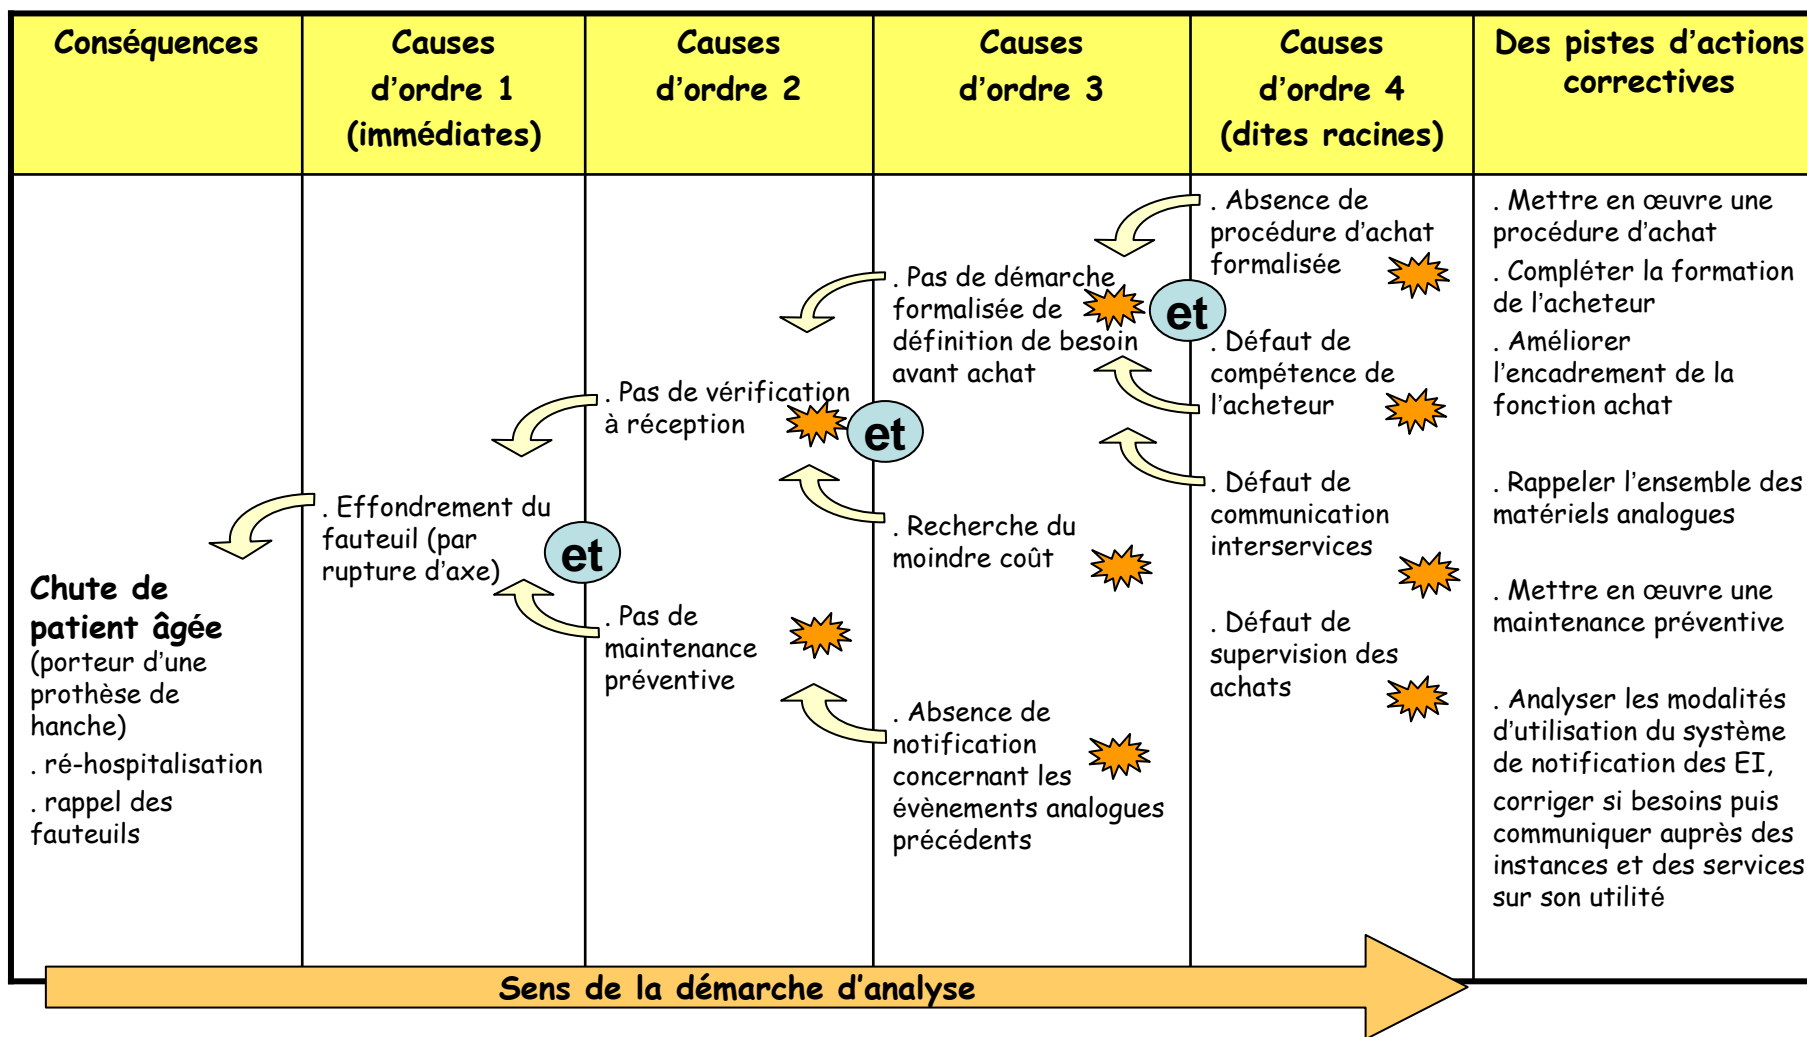 Conséquences
Causes
d'ordre 1
(immédiates)
Causes
d'ordre 2
Causes
d'ordre 3
Causes
d'ordre 4
(dites racines)
Des pistes d'actions
correctives
Chute de
patient âgée
(porteur d'une
prothèse de
hanche)
. ré-hospitalisation
. rappel des
fauteuils
. Effondrement du
fauteuil (par
rupture d'axe)
et
. Pas de vérification
à réception
. Pas de
maintenance
préventive
et
. Pas de démarche
formalisée de
définition de besoin
avant achat
. Recherche du
moindre coût
. Absence de
notification
concernant les
évènements analogues
précédents
et
. Absence de
procédure d'achat
formalisée
. Défaut de
compétence de
l'acheteur
. Défaut de
communication
interservices
. Défaut de
supervision des
achats
. Mettre en œuvre une
procédure d'achat
. Compléter la formation
de l'acheteur
. Améliorer
l'encadrement de la
fonction achat
. Rappeler l'ensemble des
matériels analogues
. Mettre en œuvre une
maintenance préventive
. Analyser les modalités
d'utilisation du système
de notification des EI,
corriger si besoins puis
communiquer auprès des
instances et des services
sur son utilité
Sens de la démarche d'analyse